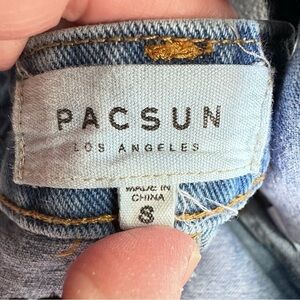 PACSUN
LOS ANGELES
MADE IN
CHINA
S